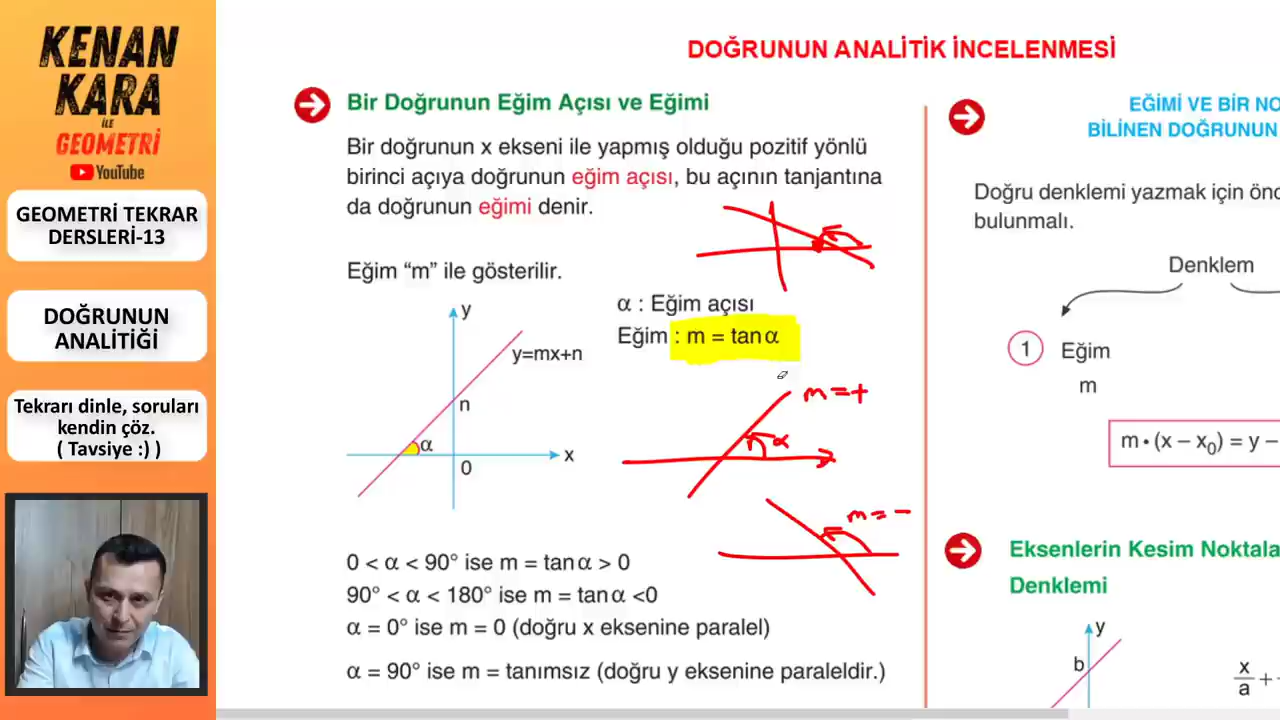 KENAN
KARA
İLE
GEOMETRİ
YouTube
GEOMETRİ TEKRAR
DERSLERİ-13
DOĞRUNUN
ANALİTİĞİ
Tekrarı dinle, soruları
kendin çöz.
( Tavsiye :) )
DOĞRUNUN ANALİTİK İNCELENMESİ
Bir Doğrunun Eğim Açısı ve Eğimi
Bir doğrunun x ekseni ile yapmış olduğu pozitif yönlü
birinci açıya doğrunun eğim açısı, bu açının tanjantına
da doğrunun eğimi denir.
Eğim “m” ile gösterilir.
α : Eğim açısı
Eğim : m = tan α
y
y=mx+n
n
α
0
x
m = +
α
m = -
0 < α < 90° ise m = tan α > 0
90° < α < 180° ise m = tan α <0
α = 0° ise m = 0 (doğru x eksenine paralel)
α = 90° ise m = tanımsız (doğru y eksenine paraleldir.)
EĞİMİ VE BİR NO
BİLİNEN DOĞRUNUN
Doğru denklemi yazmak için önc
bulunmalı.
Denklem
1
Eğim
m
m • (x – x₀) = y –
Eksenlerin Kesim Noktala
Denklemi
y
b
x/a +